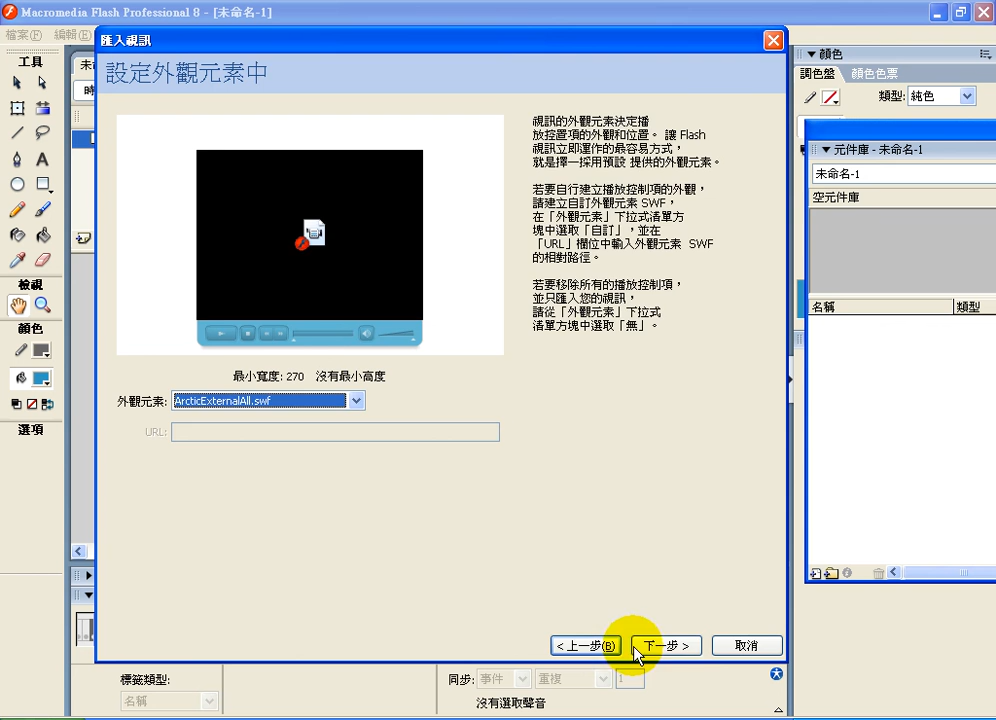 Macromedia Flash Professional 8 - [未命名-1]
檔案(F) 編輯(E)
工具
檢視
顏色
選項
匯入視訊
設定外觀元素中
視訊的外觀元素決定播
放控置項的外觀和位置。 讓 Flash
視訊立即運作的最容易方式，
就是擇一採用預設 提供的外觀元素。
若要自行建立播放控制項的外觀，
請建立自訂外觀元素 SWF，
在「外觀元素」下拉式清單方
塊中選取「自訂」，並在
「URL」欄位中輸入外觀元素 SWF
的相對路徑。
若要移除所有的播放控制項，
並只匯入您的視訊，
請從「外觀元素」下拉式
清單方塊中選取「無」。
最小寬度: 270 沒有最小高度
外觀元素: ArcticExternalAll.swf
URL:
< 上一步(B)
下一步 >
取消
標籤類型:
名稱
同步: 事件 重複 1
沒有選取聲音
顏色
調色盤 顏色色票
類型: 純色
元件庫 - 未命名-1
未命名-1
空元件庫
名稱 類型